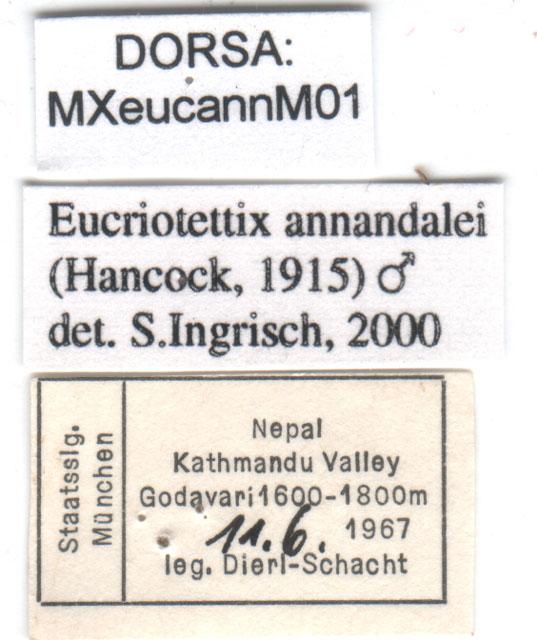 DORSA:
MXeucannM01
Eucriotettix annandalei
(Hancock, 1915) ♂
det. S.Ingrisch, 2000
Staatsslg.
München
Nepal
Kathmandu Valley
Godavari 1600-1800m
11.6. 1967
leg. Dierl-Schacht